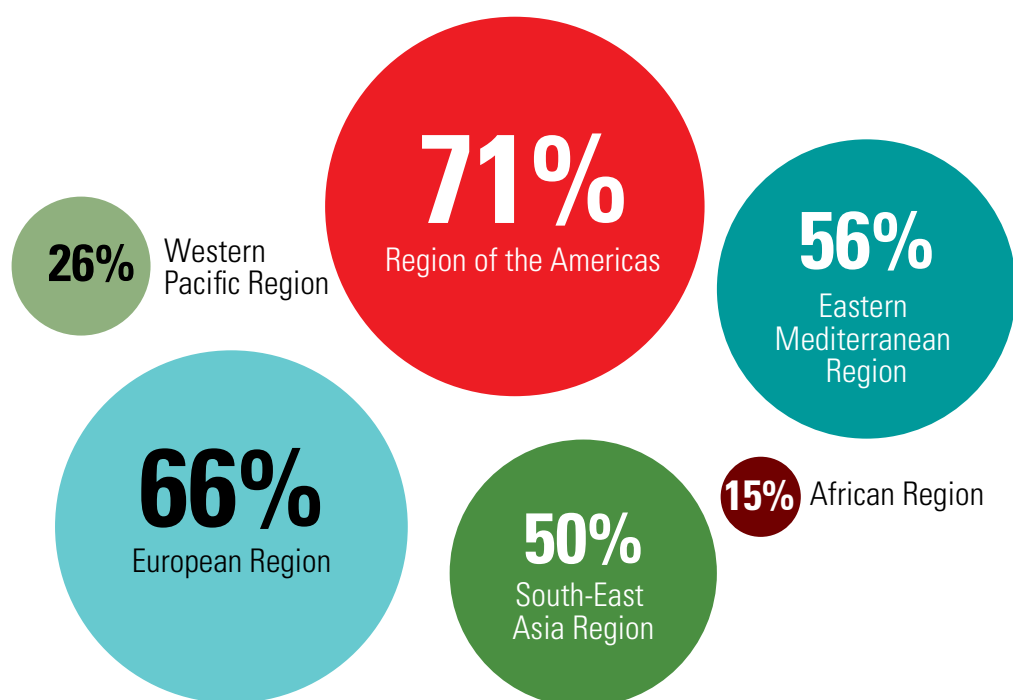 71%
Region of the Americas
56%
Eastern
Mediterranean
Region
26%
Western
Pacific Region
66%
European Region
50%
South-East
Asia Region
15%
African Region